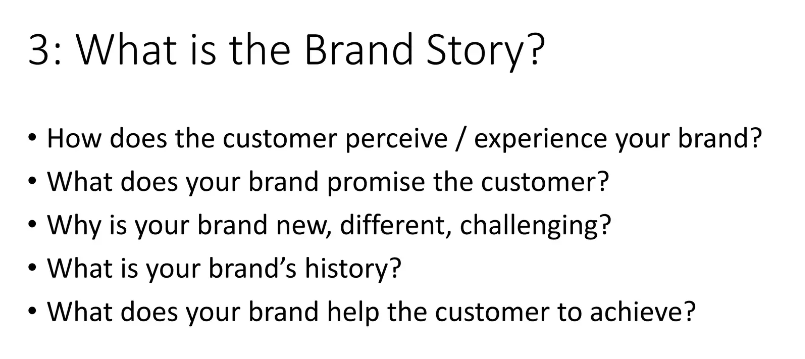 3: What is the Brand Story?
• How does the customer perceive / experience your brand?
• What does your brand promise the customer?
• Why is your brand new, different, challenging?
• What is your brand’s history?
• What does your brand help the customer to achieve?